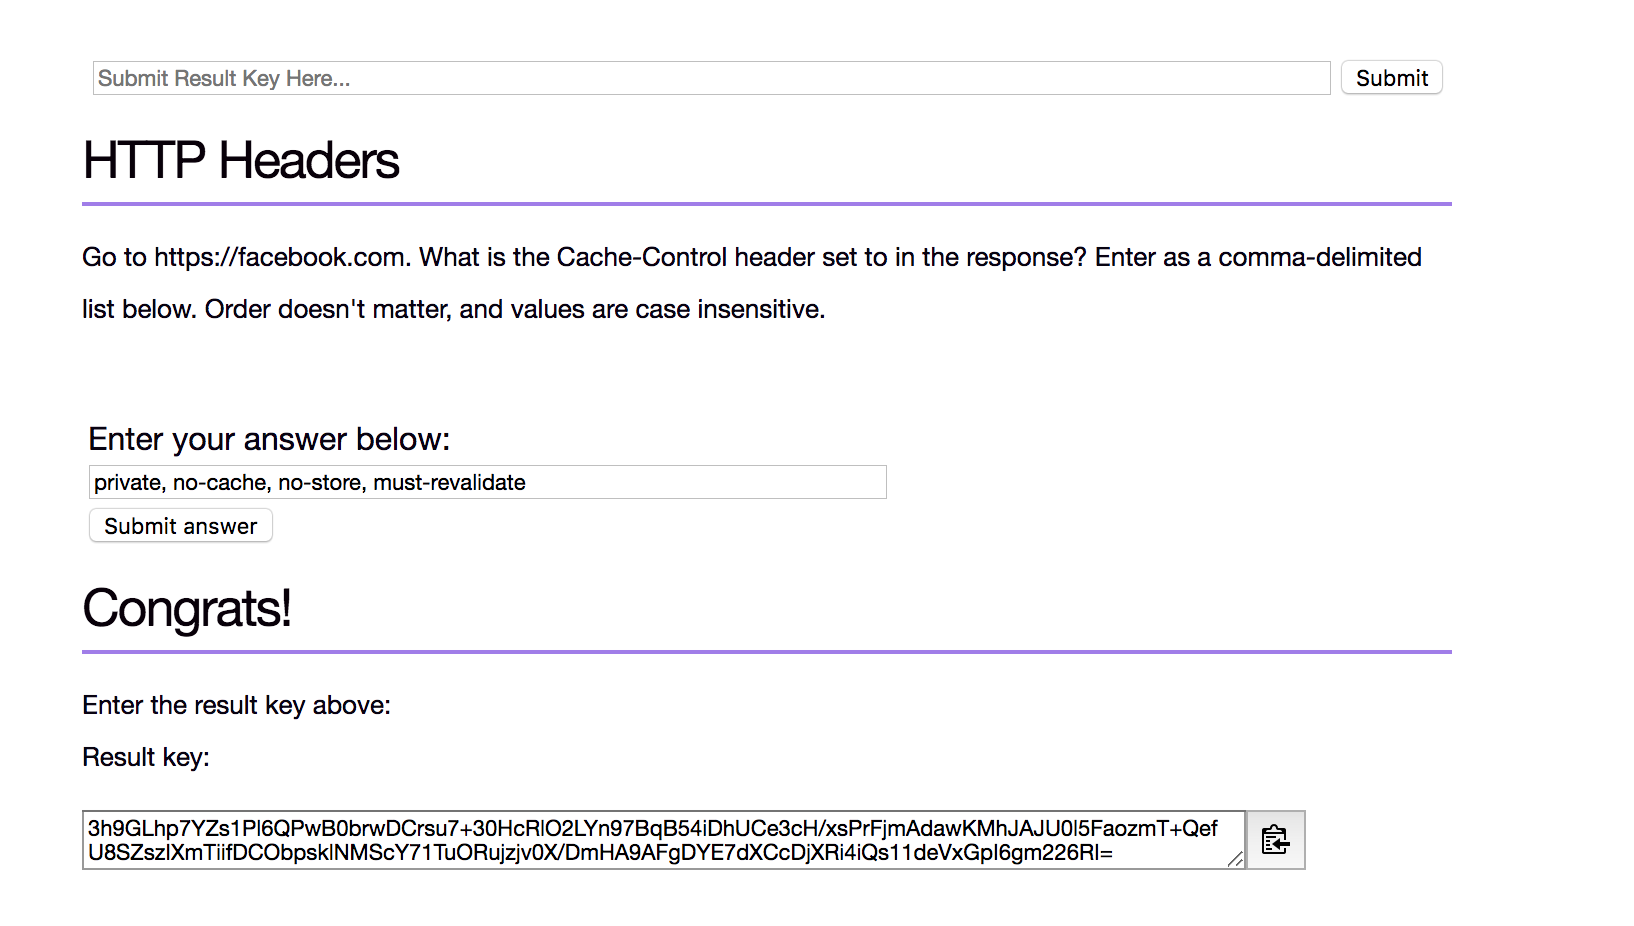 Submit Result Key Here...
Submit
HTTP Headers
Go to https://facebook.com. What is the Cache-Control header set to in the response? Enter as a comma-delimited
list below. Order doesn't matter, and values are case insensitive.
Enter your answer below:
private, no-cache, no-store, must-revalidate
Submit answer
Congrats!
Enter the result key above:
Result key:
3h9GLhp7YZs1Pl6QPwB0brwDCrsu7+30HcRlO2LYn97BqB54iDhUCe3cH/xsPrFjmAdawKMhJAJU0l5FaozmT+Qef
U8SZszlXmTiifDCObpsklNMScY71TuORujzjv0X/DmHA9AFgDYE7dXCcDjXRi4iQs11deVxGpI6gm226RI=